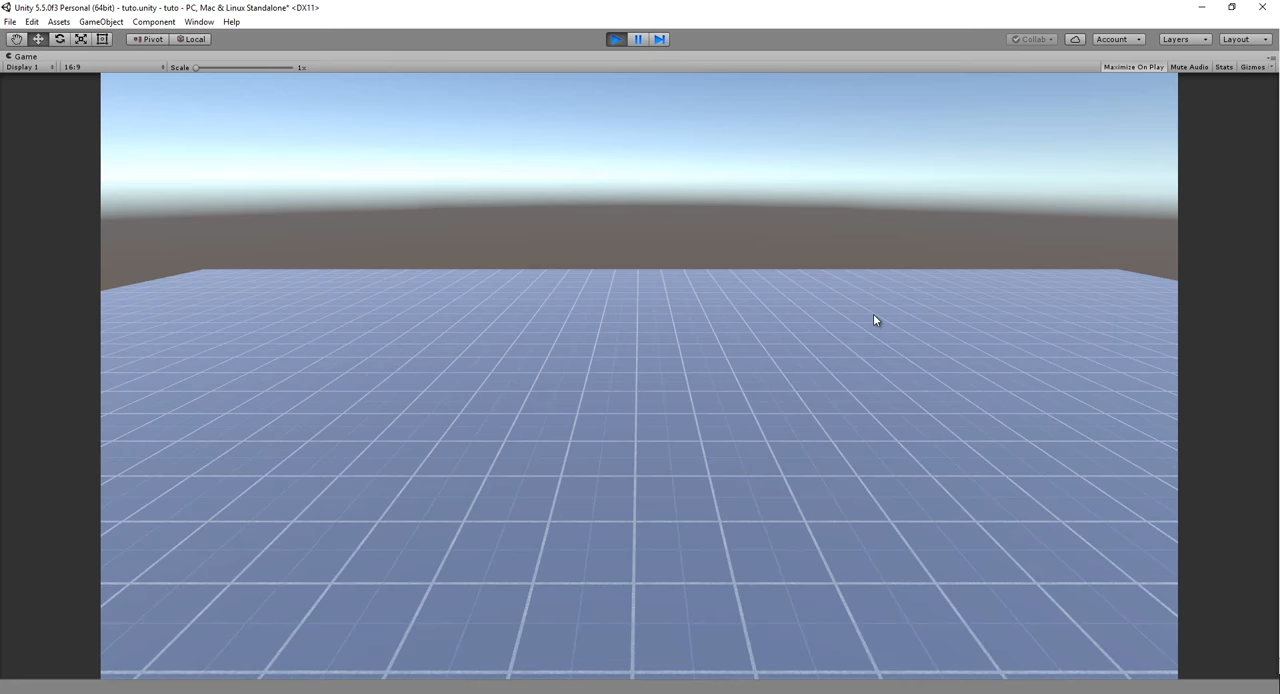 Unity 5.5.0f3 Personal (64bit) - tuto.unity - tuto - PC, Mac & Linux Standalone* <DX11>
File Edit Assets GameObject Component Window Help
Pivot Local Collab Account Layers Layout
Game
Display 1 16:9 Scale 1x Maximize On Play Mute Audio Stats Gizmos